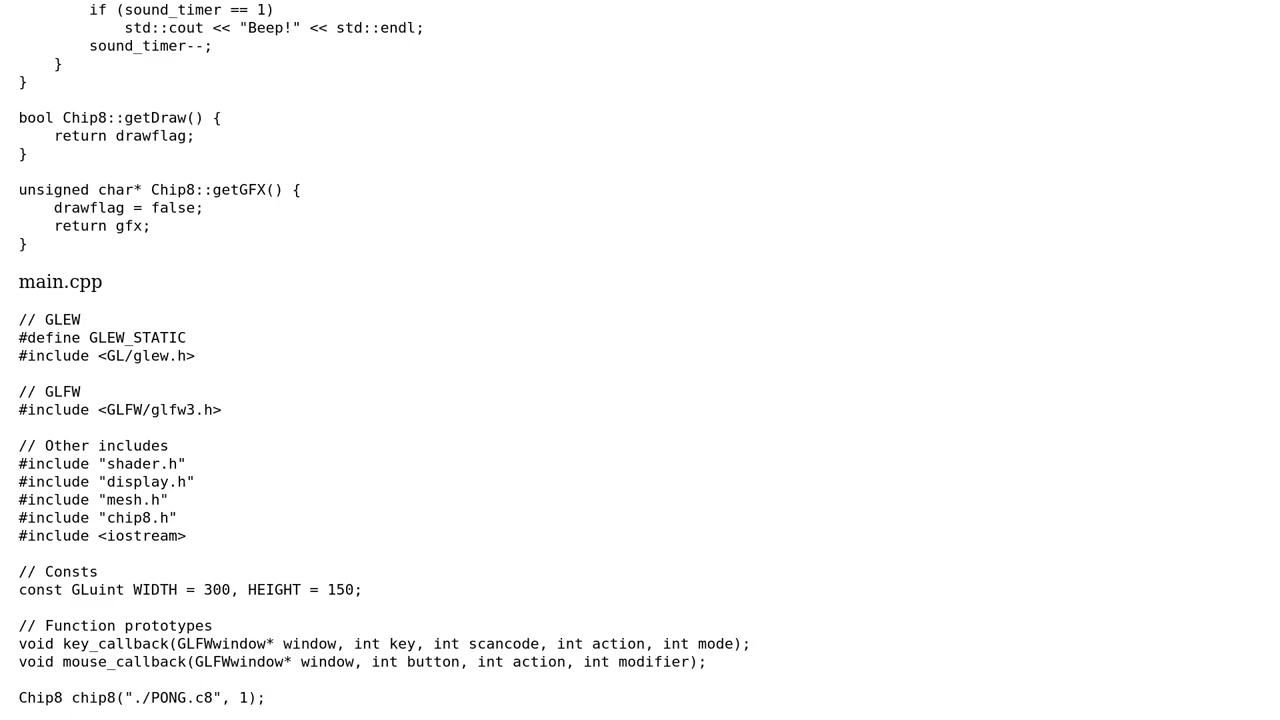 if (sound_timer == 1)
            std::cout << "Beep!" << std::endl;
        sound_timer--;
    }
}

bool Chip8::getDraw() {
    return drawflag;
}

unsigned char* Chip8::getGFX() {
    drawflag = false;
    return gfx;
}

main.cpp

// GLEW
#define GLEW_STATIC
#include <GL/glew.h>

// GLFW
#include <GLFW/glfw3.h>

// Other includes
#include "shader.h"
#include "display.h"
#include "mesh.h"
#include "chip8.h"
#include <iostream>

// Consts
const GLuint WIDTH = 300, HEIGHT = 150;

// Function prototypes
void key_callback(GLFWwindow* window, int key, int scancode, int action, int mode);
void mouse_callback(GLFWwindow* window, int button, int action, int modifier);

Chip8 chip8("./PONG.c8", 1);